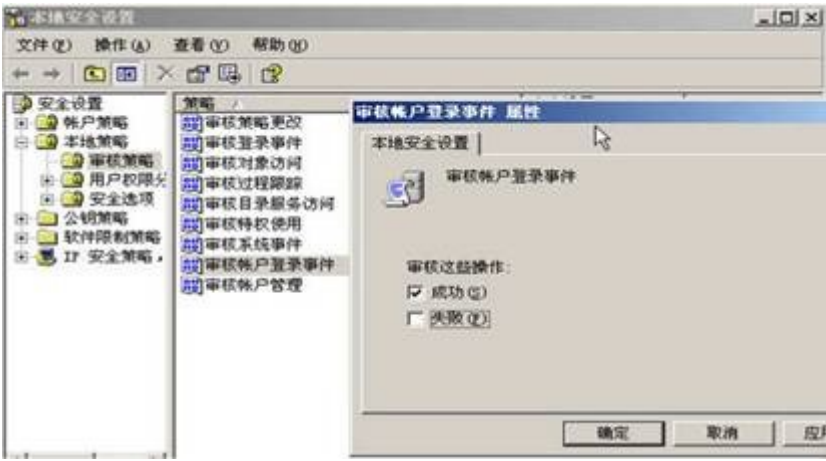 本地安全设置
文件(F) 操作(A) 查看(V) 帮助(H)
安全设置
帐户策略
本地策略
审核策略
用户权限分
安全选项
公钥策略
软件限制策略
IP 安全策略，
策略
审核策略更改
审核登录事件
审核对象访问
审核过程跟踪
审核目录服务访问
审核特权使用
审核系统事件
审核帐户登录事件
审核帐户管理
审核帐户登录事件 属性
本地安全设置
审核帐户登录事件
审核这些操作:
成功(S)
失败(F)
确定 取消 应用